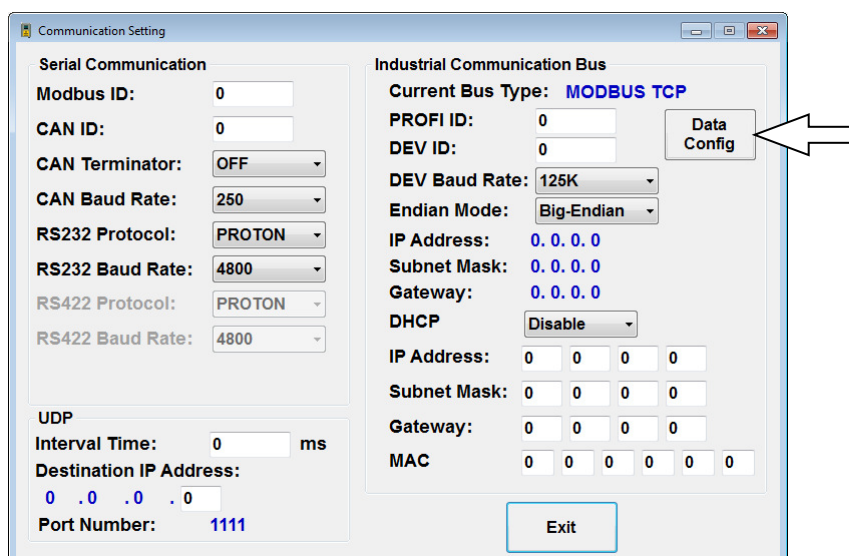 Communication Setting
Serial Communication
Modbus ID: 0
CAN ID: 0
CAN Terminator: OFF
CAN Baud Rate: 250
RS232 Protocol: PROTON
RS232 Baud Rate: 4800
RS422 Protocol: PROTON
RS422 Baud Rate: 4800
UDP
Interval Time: 0 ms
Destination IP Address:
0 .0 .0 .0
Port Number: 1111
Industrial Communication Bus
Current Bus Type: MODBUS TCP
PROFI ID: 0
DEV ID: 0
Data
Config
DEV Baud Rate: 125K
Endian Mode: Big-Endian
IP Address: 0. 0. 0. 0
Subnet Mask: 0. 0. 0. 0
Gateway: 0. 0. 0. 0
DHCP Disable
IP Address: 0 0 0 0
Subnet Mask: 0 0 0 0
Gateway: 0 0 0 0
MAC 0 0 0 0 0 0
Exit